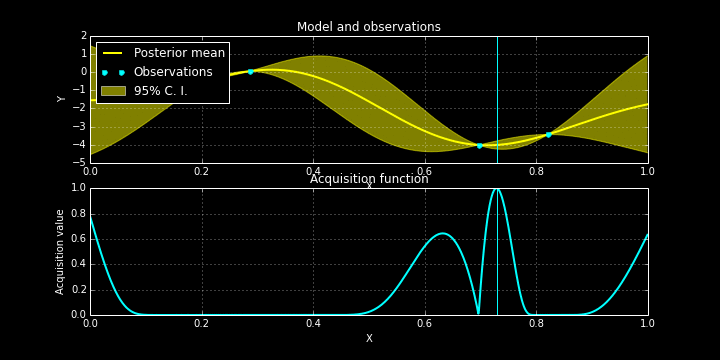 Model and observations
Y
2
1
0
−1
−2
−3
−4
−5
Posterior mean
Observations
95% C. I.
0.0 0.2 0.4 0.6 0.8 1.0
X
Acquisition function
Acquisition value
1.0
0.8
0.6
0.4
0.2
0.0
0.0 0.2 0.4 0.6 0.8 1.0
X